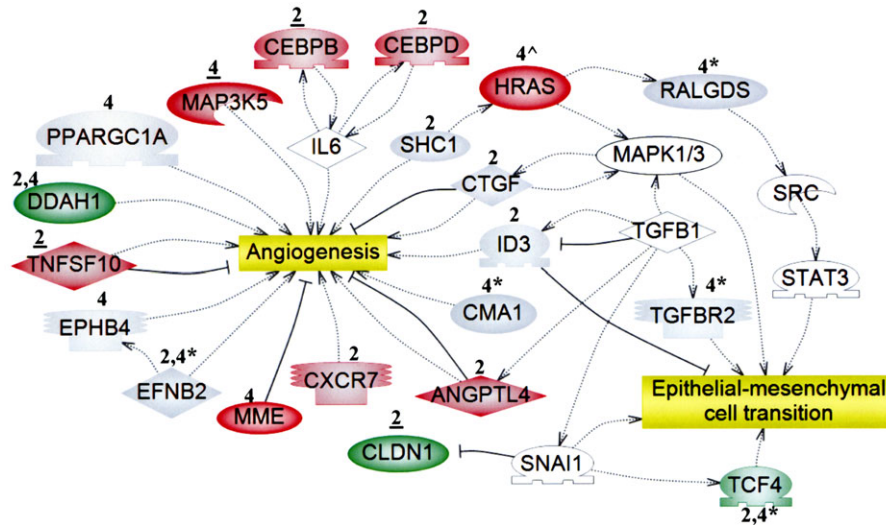 2
CEBPB
2
CEBPD
4
MAP3K5
4^
HRAS
4*
RALGDS
4
PPARGC1A
IL6
2
SHC1
MAPK1/3
2,4
DDAH1
2
CTGF
SRC
2
TNFSF10
Angiogenesis
2
ID3
TGFB1
STAT3
4
EPHB4
4*
CMA1
4*
TGFBR2
2,4*
EFNB2
4
MME
2
CXCR7
2
ANGPTL4
Epithelial-mesenchymal
cell transition
2
CLDN1
SNAI1
TCF4
2,4*